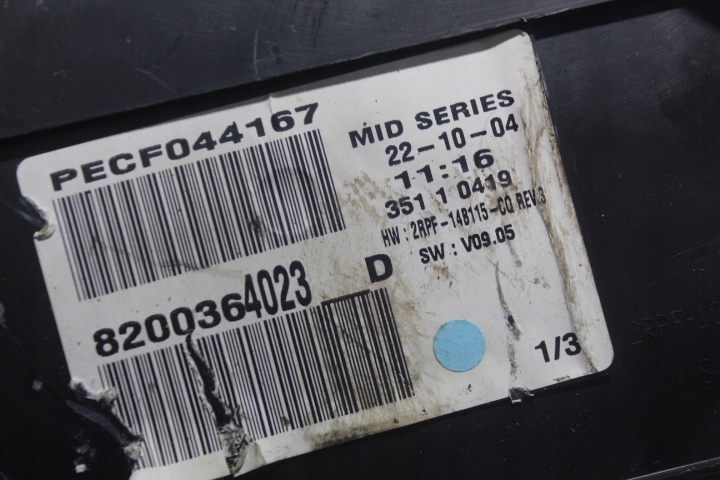 PECF044167
MID SERIES
22-10-04
11:16
351 1 0419
HW : 2RPF-14B115-CQ REV 3
SW : V09.05
8200364023
D
1/3